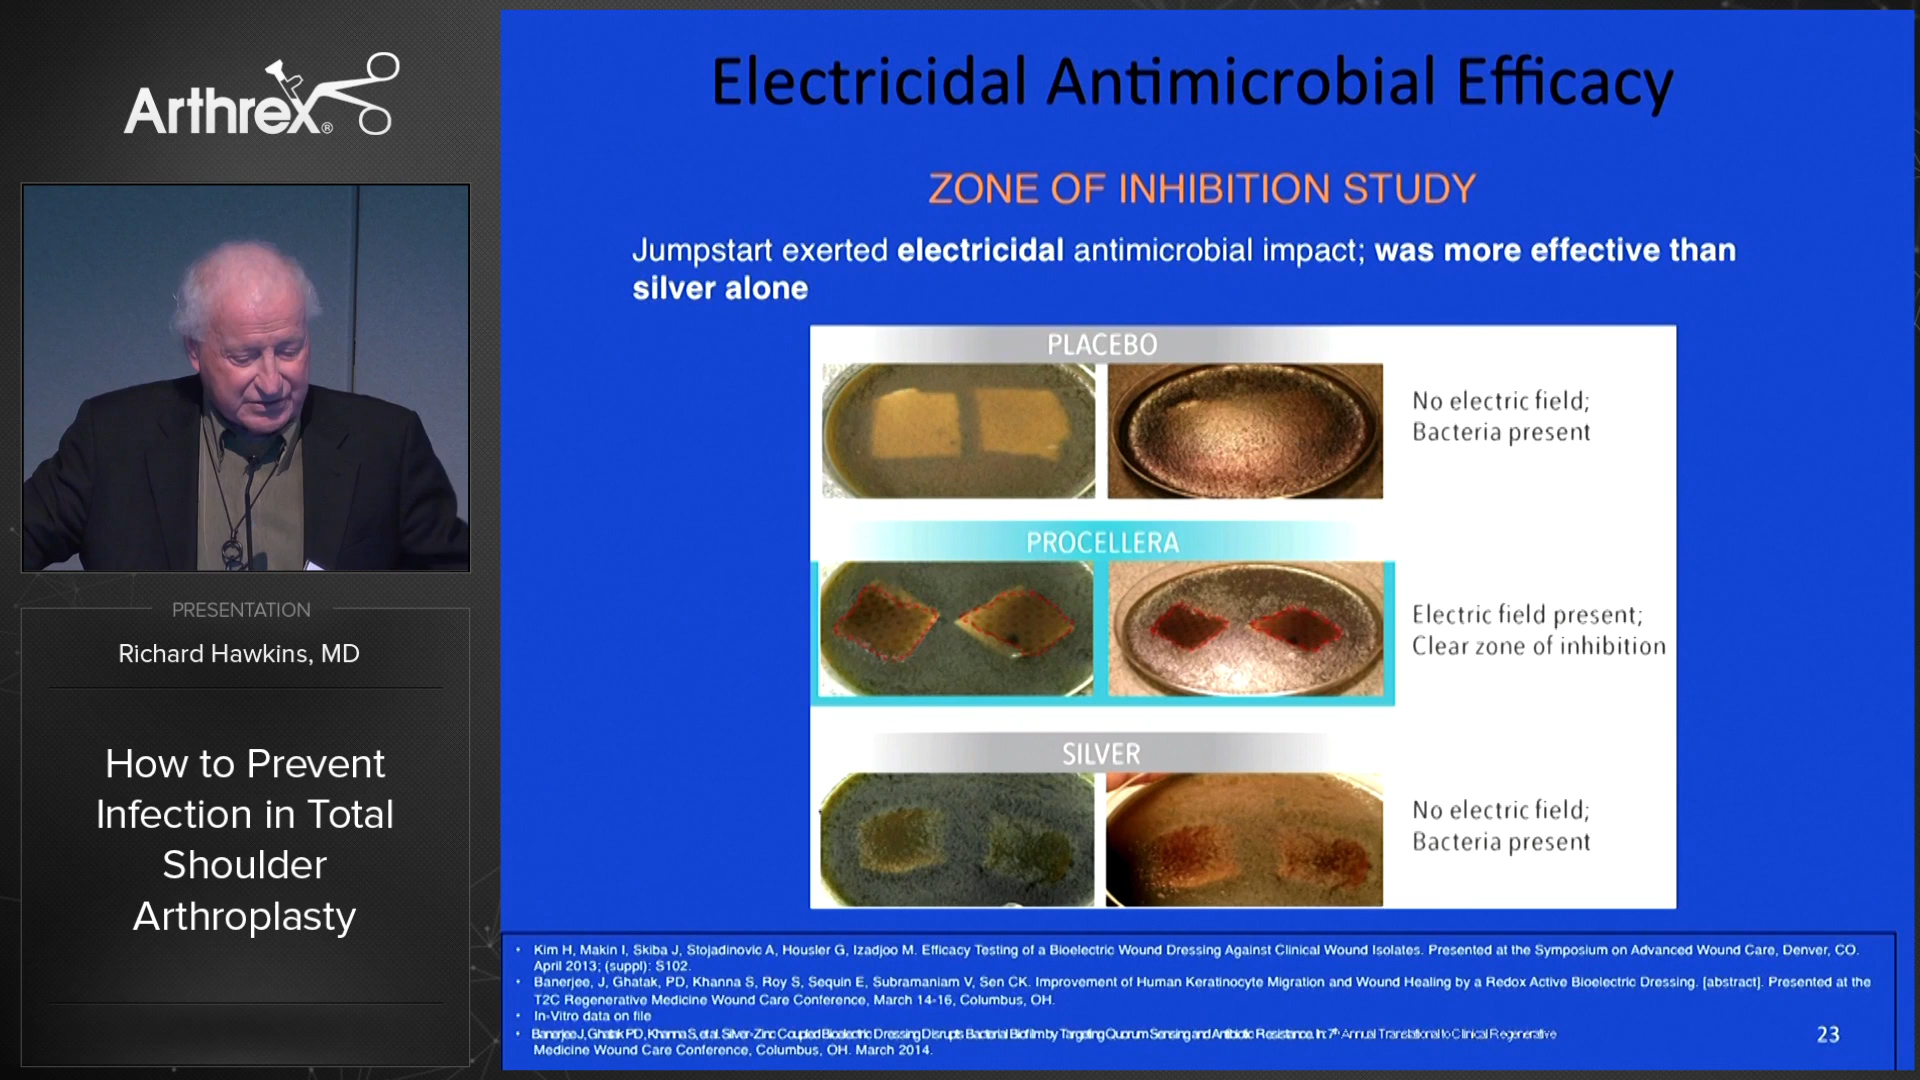 Arthrex®
PRESENTATION
Richard Hawkins, MD
How to Prevent
Infection in Total
Shoulder
Arthroplasty
Electricidal Antimicrobial Efficacy
ZONE OF INHIBITION STUDY
Jumpstart exerted electricidal antimicrobial impact; was more effective than
silver alone
PLACEBO
No electric field;
Bacteria present
PROCELLERA
Electric field present;
Clear zone of inhibition
SILVER
No electric field;
Bacteria present
• Kim H, Makin I, Skiba J, Stojadinovic A, Housler G, Izadjoo M. Efficacy Testing of a Bioelectric Wound Dressing Against Clinical Wound Isolates. Presented at the Symposium on Advanced Wound Care, Denver, CO.
April 2013; (suppl): S102.
• Banerjee, J, Ghatak, PD, Khanna S, Roy S, Sequin E, Subramaniam V, Sen CK. Improvement of Human Keratinocyte Migration and Wound Healing by a Redox Active Bioelectric Dressing. [abstract]. Presented at the
T2C Regenerative Medicine Wound Care Conference, March 14-16, Columbus, OH.
• In-Vitro data on file
• Banerjee J, Ghatak PD, Khanna S, et al. Silver-Zinc Coupled Bioelectric Dressing Disrupts Bacterial Biofilm by Targeting Quorum Sensing and Antibiotic Resistance. In: 7th Annual Translational to Clinical Regenerative
Medicine Wound Care Conference, Columbus, OH. March 2014.
23